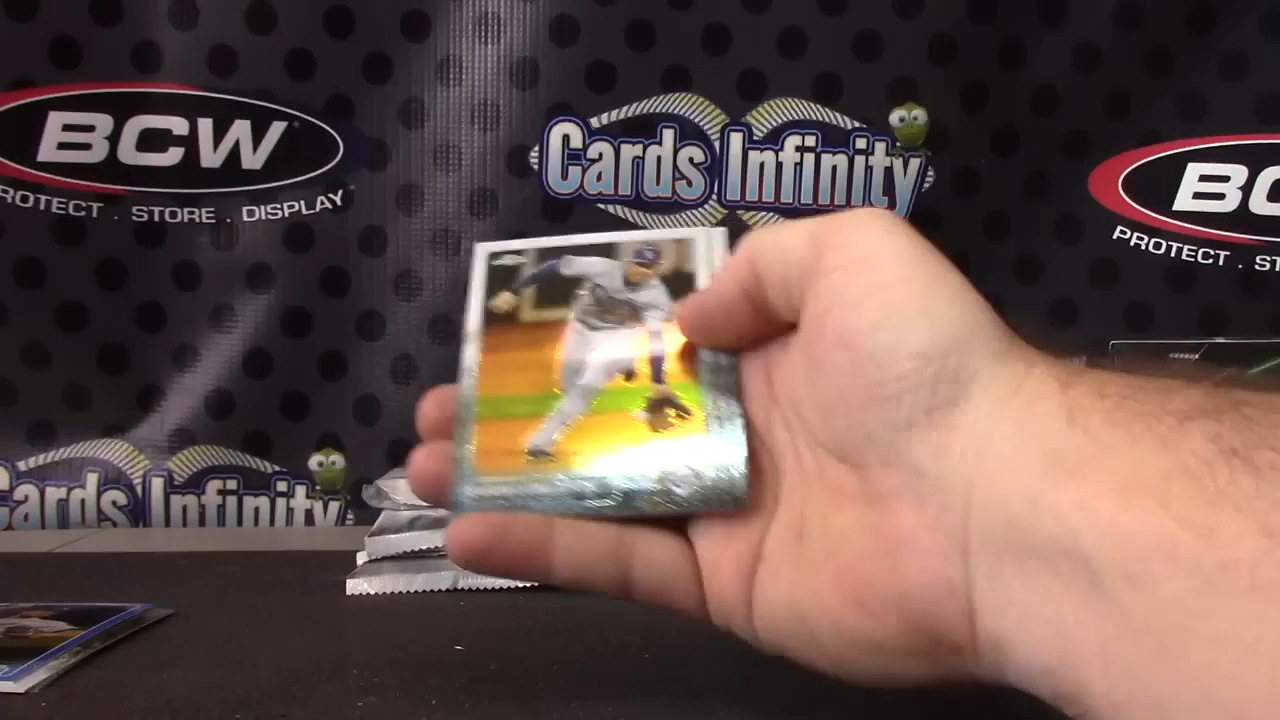 BCW
PROTECT . STORE . DISPLAY
Cards Infinity
BC
PROTECT . ST
Cards Infinity